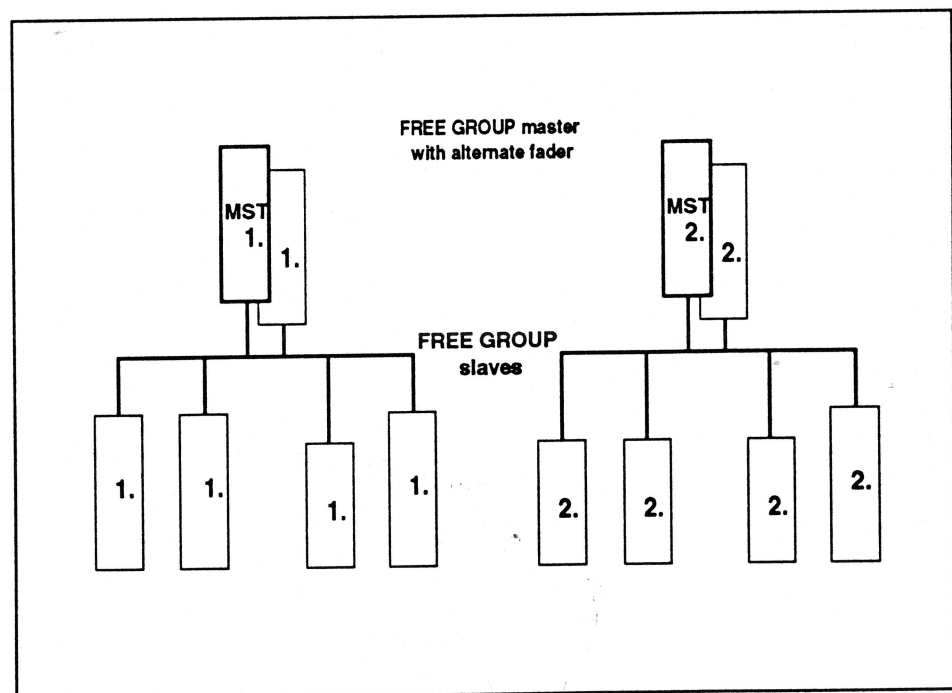 FREE GROUP master
with alternate fader
MST
1.
1.
MST
2.
2.
FREE GROUP
slaves
1.
1.
1.
1.
2.
2.
2.
2.